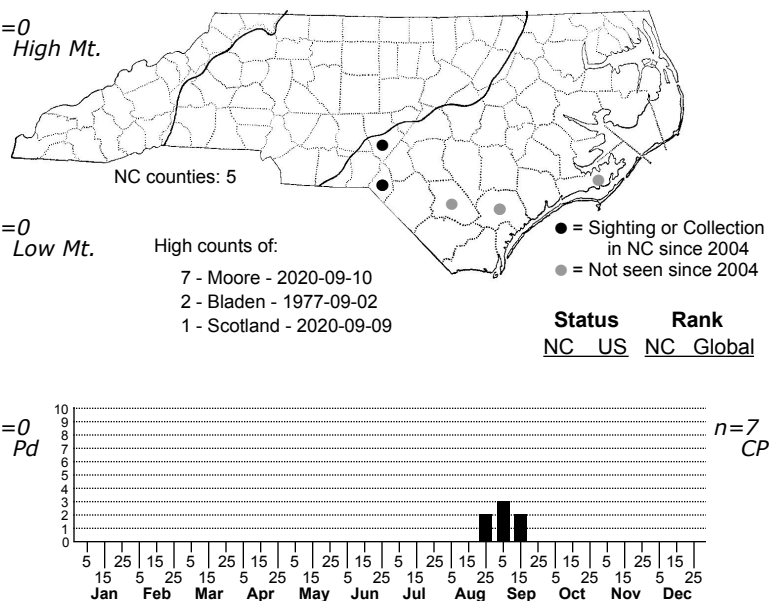 =0
High Mt.
NC counties: 5
=0
Low Mt.
High counts of:
7 - Moore - 2020-09-10
2 - Bladen - 1977-09-02
1 - Scotland - 2020-09-09
= Sighting or Collection
in NC since 2004
= Not seen since 2004
Status Rank
NC US NC Global
=0
Pd
n=7
CP
10
9
8
7
6
5
4
3
2
1
0
5 25 15 5 25 15 5 25 15 5 25 15 5 25 15 5 25 15
15 5 25 15 5 25 15 5 25 15 5 25 15 5 25 15 5 25
Jan Feb Mar Apr May Jun Jul Aug Sep Oct Nov Dec